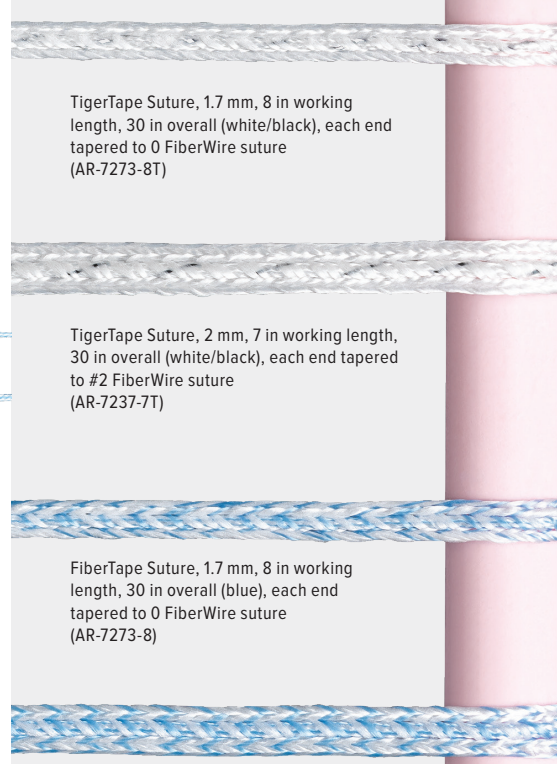 TigerTape Suture, 1.7 mm, 8 in working
length, 30 in overall (white/black), each end
tapered to 0 FiberWire suture
(AR-7273-8T)
TigerTape Suture, 2 mm, 7 in working length,
30 in overall (white/black), each end tapered
to #2 FiberWire suture
(AR-7237-7T)
FiberTape Suture, 1.7 mm, 8 in working
length, 30 in overall (blue), each end
tapered to 0 FiberWire suture
(AR-7273-8)